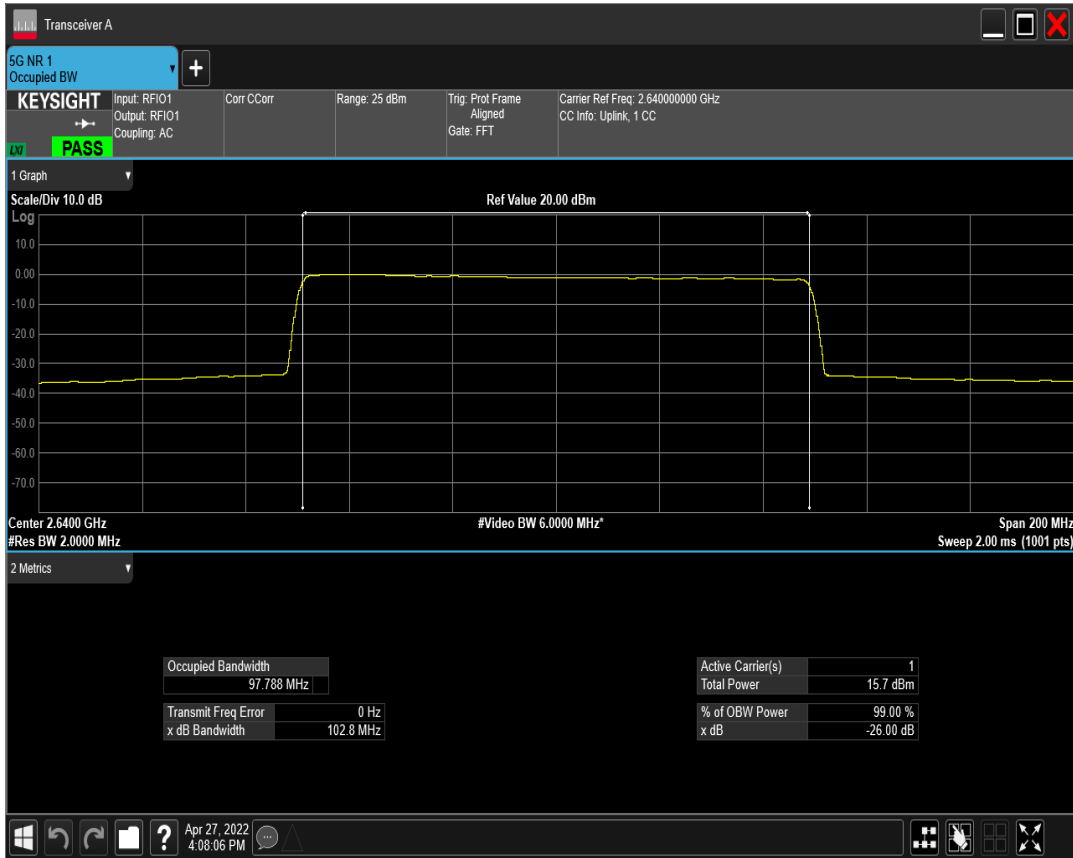 Transceiver A
5G NR 1
Occupied BW
KEYSIGHT
LXI
PASS
Input: RFIO1
Output: RFIO1
Coupling: AC
Corr CCorr
Range: 25 dBm
Trig: Prot Frame
Aligned
Gate: FFT
Carrier Ref Freq: 2.640000000 GHz
CC Info: Uplink, 1 CC
1 Graph
Scale/Div 10.0 dB
Ref Value 20.00 dBm
Log
10.0
0.00
-10.0
-20.0
-30.0
-40.0
-50.0
-60.0
-70.0
Center 2.6400 GHz
#Video BW 6.0000 MHz*
Span 200 MHz
#Res BW 2.0000 MHz
Sweep 2.00 ms (1001 pts)
2 Metrics
Occupied Bandwidth
97.788 MHz
Transmit Freq Error 0 Hz
x dB Bandwidth 102.8 MHz
Active Carrier(s) 1
Total Power 15.7 dBm
% of OBW Power 99.00 %
x dB -26.00 dB
?
Apr 27, 2022
4:08:06 PM